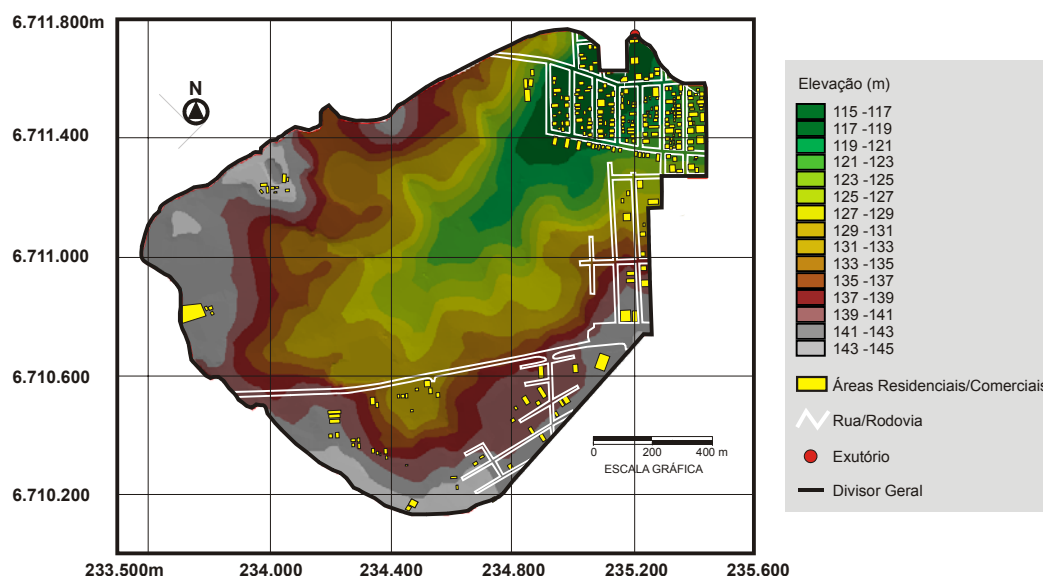 6.711.800m
6.711.400
6.711.000
6.710.600
6.710.200
N
0 200 400 m
ESCALA GRÁFICA
233.500m 234.000 234.400 234.800 235.200 235.600
Elevação (m)
115 -117
117 -119
119 -121
121 -123
123 -125
125 -127
127 -129
129 -131
131 -133
133 -135
135 -137
137 -139
139 -141
141 -143
143 -145
Áreas Residenciais/Comerciais
Rua/Rodovia
Exutório
Divisor Geral